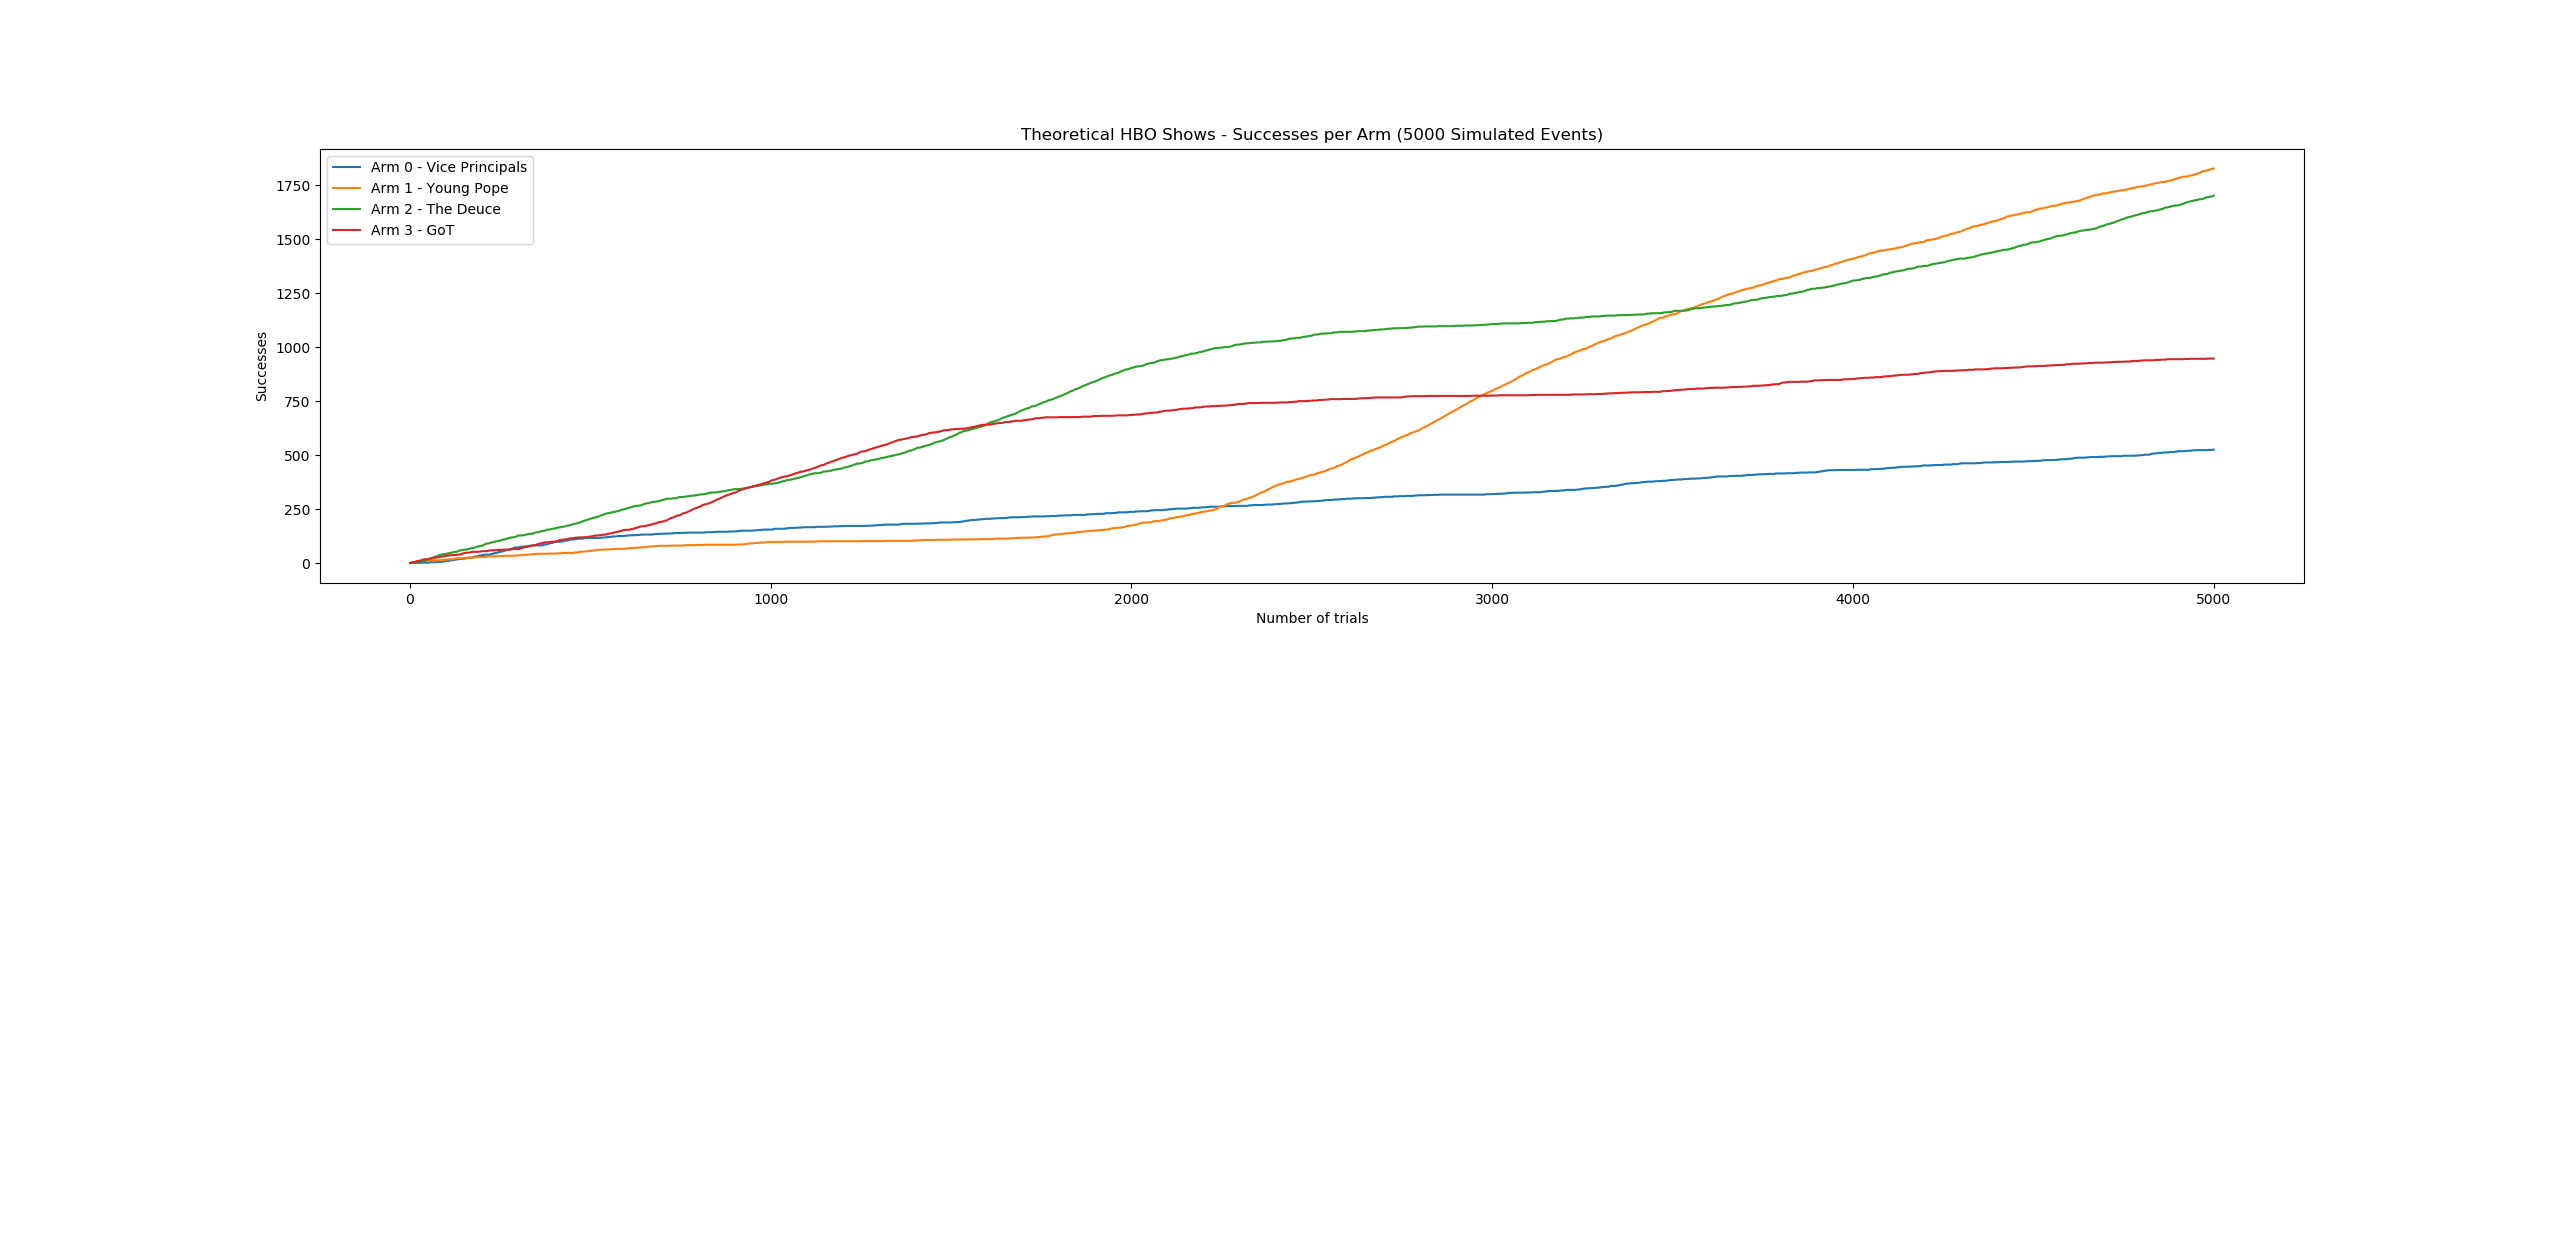 Theoretical HBO Shows - Successes per Arm (5000 Simulated Events)
Arm 0 - Vice Principals
Arm 1 - Young Pope
Arm 2 - The Deuce
Arm 3 - GoT
1750
1500
1250
1000
750
500
250
0
Successes
0 1000 2000 3000 4000 5000
Number of trials